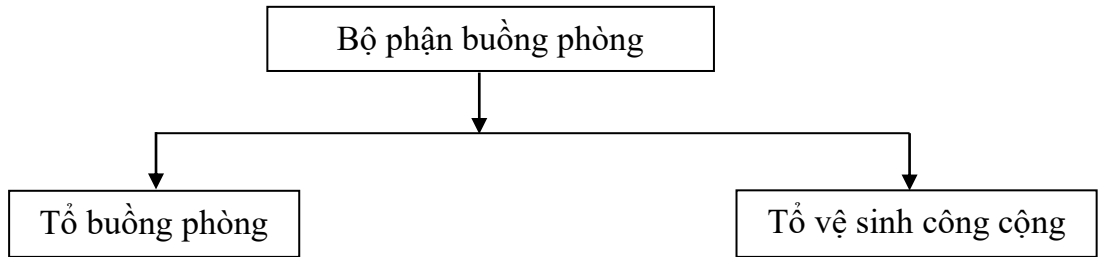 Bộ phận buồng phòng
Tổ buồng phòng
Tổ vệ sinh công cộng